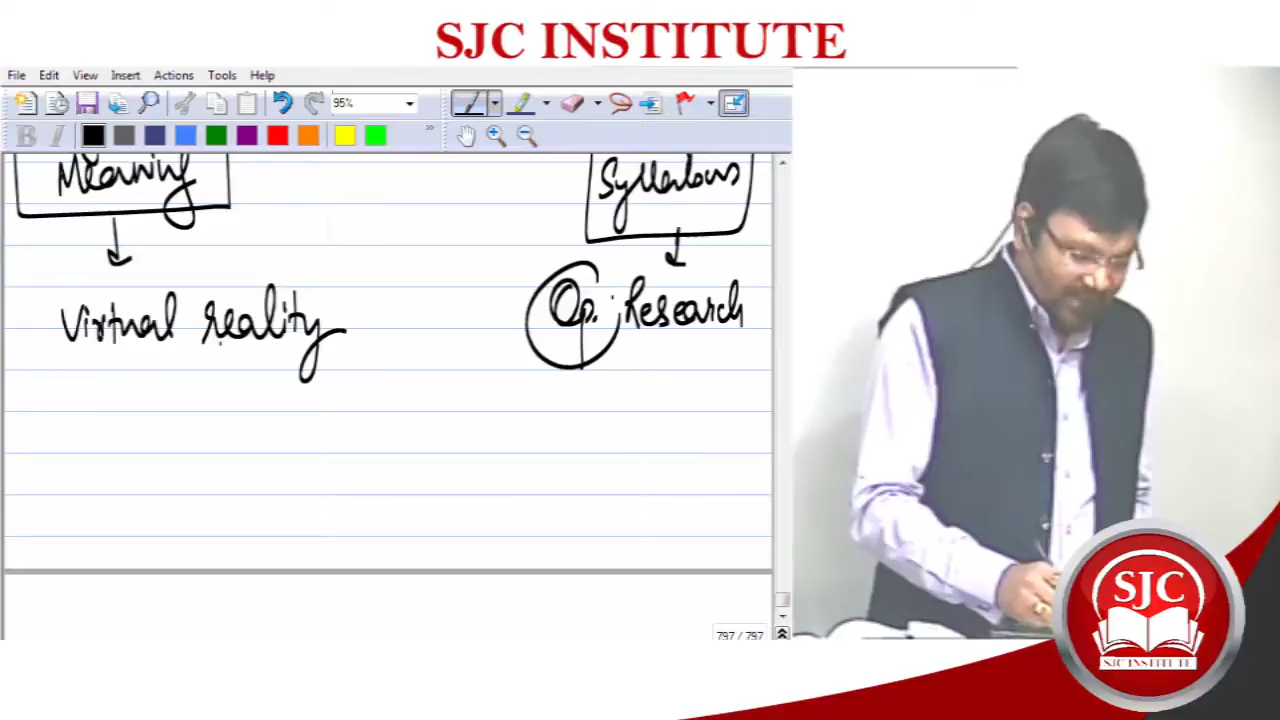 SJC INSTITUTE
File Edit View Insert Actions Tools Help
95%
B I
Meaning
Syllabus
Virtual reality
Op. Research
797 / 797
SJC
SJC INSTITUTE